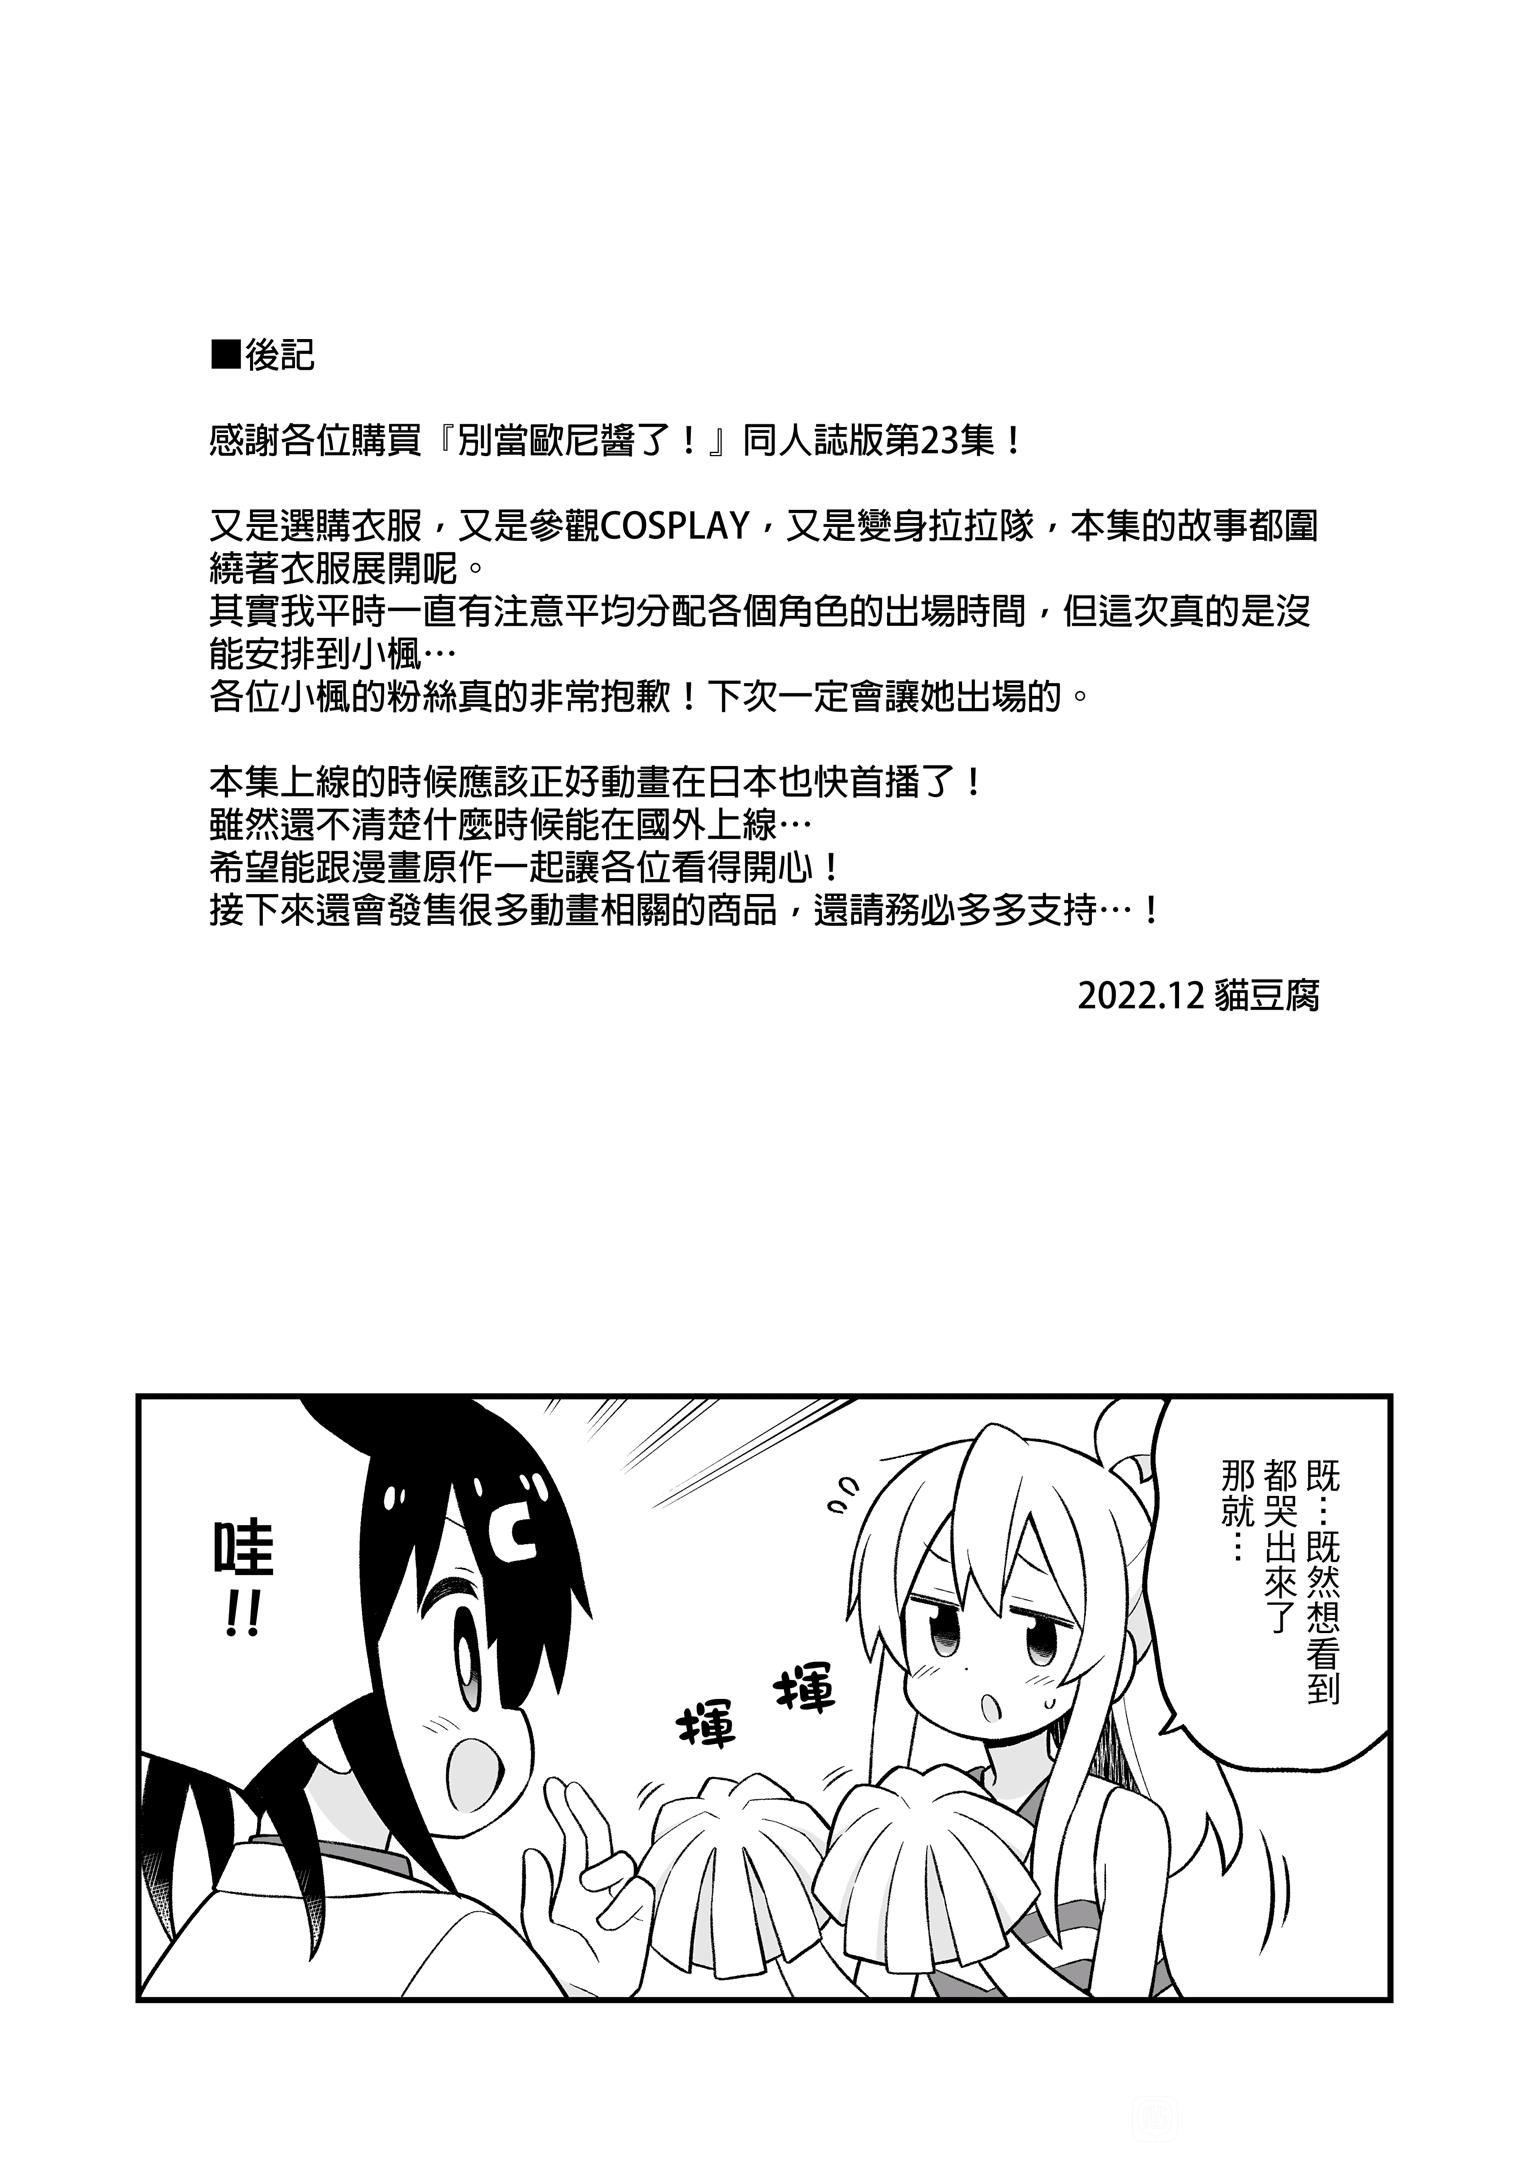 ■後記
感謝各位購買『別當歐尼醬了！』同人誌版第23集！
又是選購衣服，又是參觀COSPLAY，又是變身拉拉隊，本集的故事都圍
繞著衣服展開呢。
其實我平時一直有注意平均分配各個角色的出場時間，但這次真的是沒
能安排到小楓…
各位小楓的粉絲真的非常抱歉！下次一定會讓她出場的。
本集上線的時候應該正好動畫在日本也快首播了！
雖然還不清楚什麼時候能在國外上線…
希望能跟漫畫原作一起讓各位看得開心！
接下來還會發售很多動畫相關的商品，還請務必多多支持…！
2022.12 貓豆腐
既…既然想看到
都哭出來了
那就…
揮
揮
哇!!